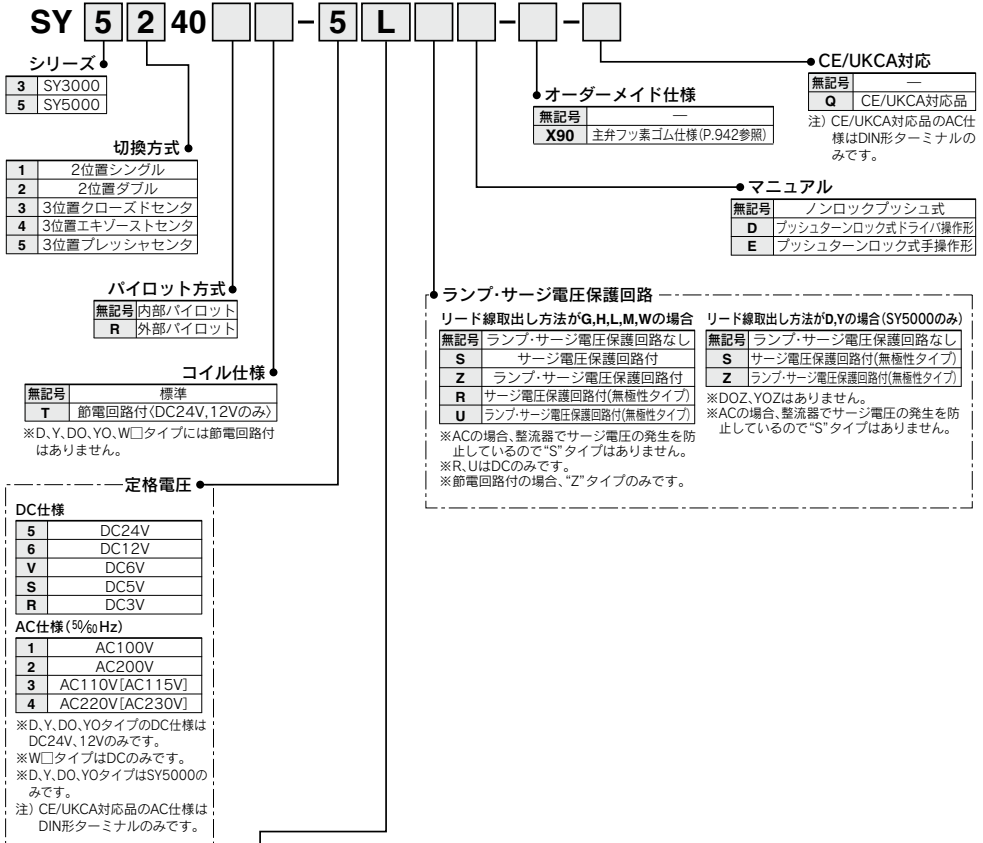 SY 5 2 40 - 5 L - -
シリーズ
3 SY3000
5 SY5000
切換方式
1 2位置シングル
2 2位置ダブル
3 3位置クローズドセンタ
4 3位置エキゾーストセンタ
5 3位置プレッシャセンタ
パイロット方式
無記号 内部パイロット
R 外部パイロット
コイル仕様
無記号 標準
T 節電回路付〈DC24V,12Vのみ〉
※D、Y、DO、YO、W□タイプには節電回路付
はありません。
定格電圧
DC仕様
5 DC24V
6 DC12V
V DC6V
S DC5V
R DC3V
AC仕様(50/60Hz)
1 AC100V
2 AC200V
3 AC110V[AC115V]
4 AC220V[AC230V]
※D、Y、DO、YOタイプのDC仕様は
DC24V、12Vのみです。
※W□タイプはDCのみです。
※D、Y、DO、YOタイプはSY5000の
みです。
注) CE/UKCA対応品のAC仕様は
DIN形ターミナルのみです。
CE/UKCA対応
無記号 —
Q CE/UKCA対応品
注) CE/UKCA対応品のAC仕
様はDIN形ターミナルの
みです。
オーダーメイド仕様
無記号 —
X90 主弁フッ素ゴム仕様(P.942参照)
マニュアル
無記号 ノンロックプッシュ式
D プッシュターンロック式ドライバ操作形
E プッシュターンロック式手操作形
ランプ･サージ電圧保護回路
リード線取出し方法がG,H,L,M,Wの場合
無記号 ランプ･サージ電圧保護回路なし
S サージ電圧保護回路付
Z ランプ･サージ電圧保護回路付
R サージ電圧保護回路付(無極性タイプ)
U ランプ･サージ電圧保護回路付(無極性タイプ)
※ACの場合、整流器でサージ電圧の発生を防
止しているので“S”タイプはありません。
※R、UはDCのみです。
※節電回路付の場合、“Z”タイプのみです。
リード線取出し方法がD,Yの場合(SY5000のみ)
無記号 ランプ･サージ電圧保護回路なし
S サージ電圧保護回路付(無極性タイプ)
Z ランプ･サージ電圧保護回路付(無極性タイプ)
※DOZ、YOZはありません。
※ACの場合、整流器でサージ電圧の発生を防
止しているので“S”タイプはありません。